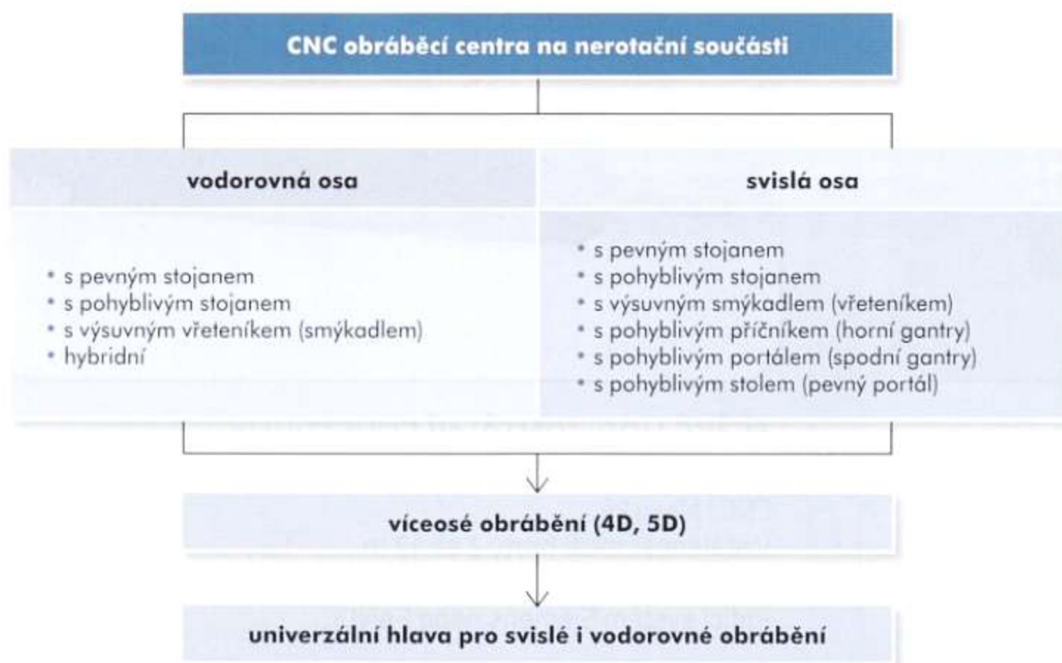 CNC obráběcí centra na nerotační součásti
vodorovná osa
• s pevným stojanem
• s pohyblivým stojanem
• s výsuvným vřeteníkem (smýkadlem)
• hybridní
svislá osa
• s pevným stojanem
• s pohyblivým stojanem
• s výsuvným smýkadlem (vřeteníkem)
• s pohyblivým příčníkem (horní gantry)
• s pohyblivým portálem (spodní gantry)
• s pohyblivým stolem (pevný portál)
víceosé obrábění (4D, 5D)
univerzální hlava pro svislé i vodorovné obrábění